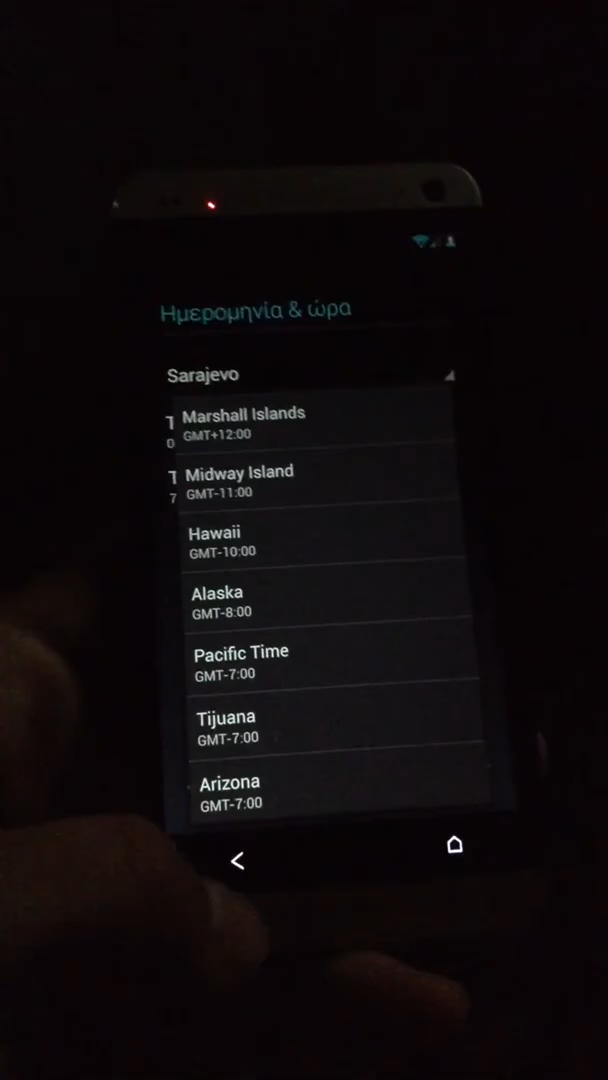 Ημερομηνία & ώρα
Sarajevo
Marshall Islands
GMT+12:00
Midway Island
GMT-11:00
Hawaii
GMT-10:00
Alaska
GMT-8:00
Pacific Time
GMT-7:00
Tijuana
GMT-7:00
Arizona
GMT-7:00